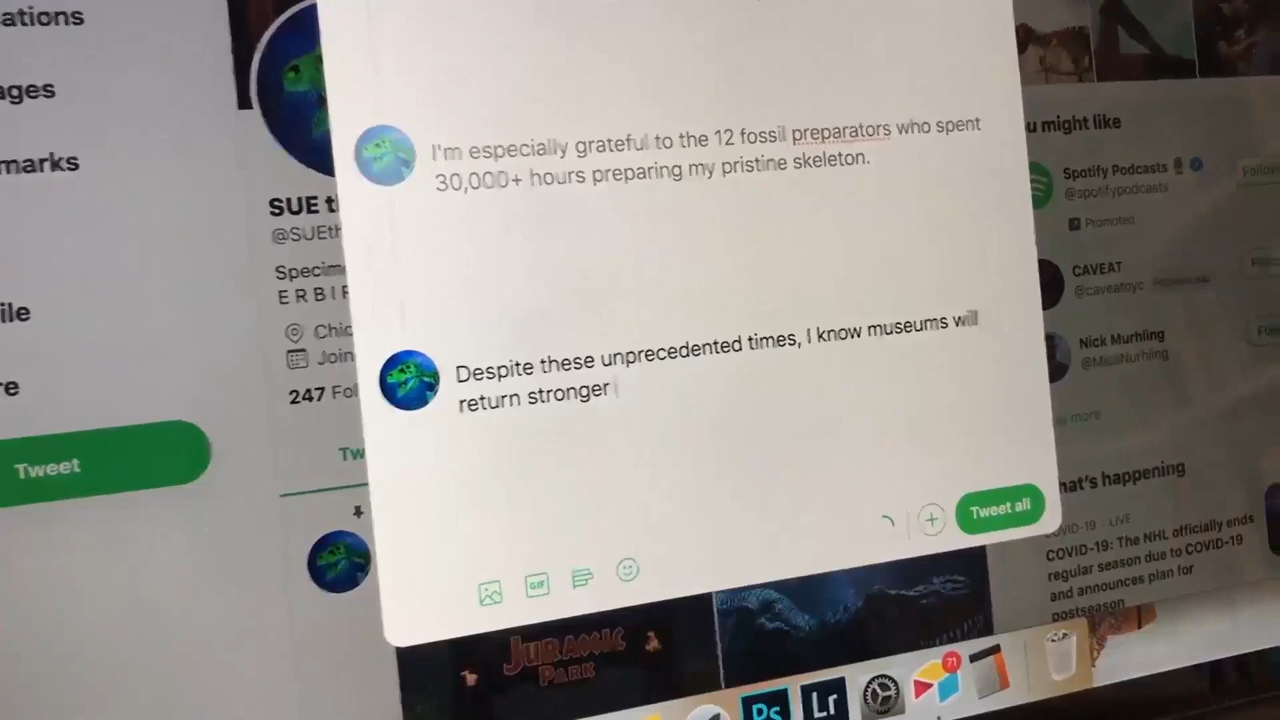 ations
ages
marks
ile
re
Tweet
SUE t
@SUEth
Specim
E R B I
Chic
Join
247 Fol
Tw
I'm especially grateful to the 12 fossil preparators who spent
30,000+ hours preparing my pristine skeleton.
Despite these unprecedented times, I know museums will
return stronger
GIF
Tweet all
u might like
Spotify Podcasts
@spotifypodcasts
Promoted
Follow
CAVEAT
@caveatnyc
Nick Murhling
more
hat's happening
COVID-19 · LIVE
COVID-19: The NHL officially ends
regular season due to COVID-19
and announces plan for
postseason
JURASSIC
PARK
Ps
Lr
71